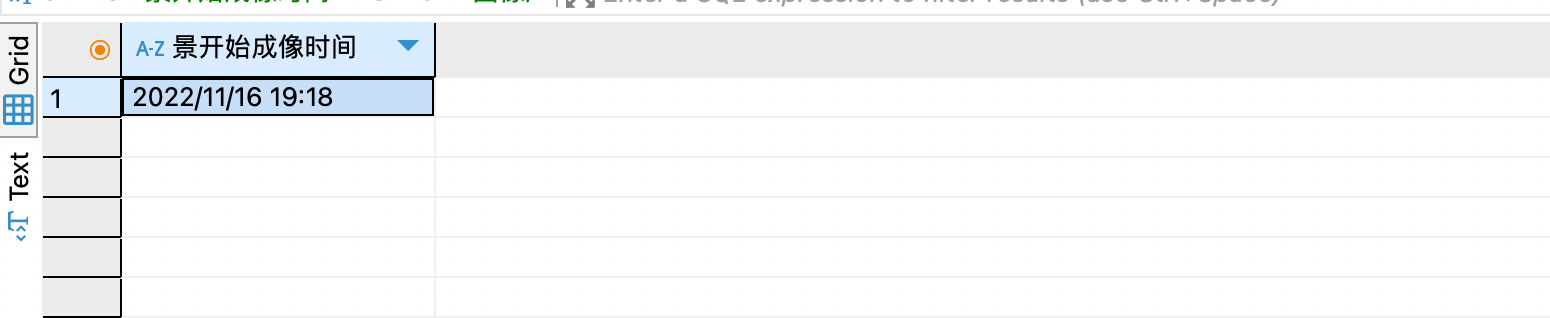 Enter a SQL expression to filter results (use Ctrl+Space)
Grid
Text
A-Z 景开始成像时间
1
2022/11/16 19:18